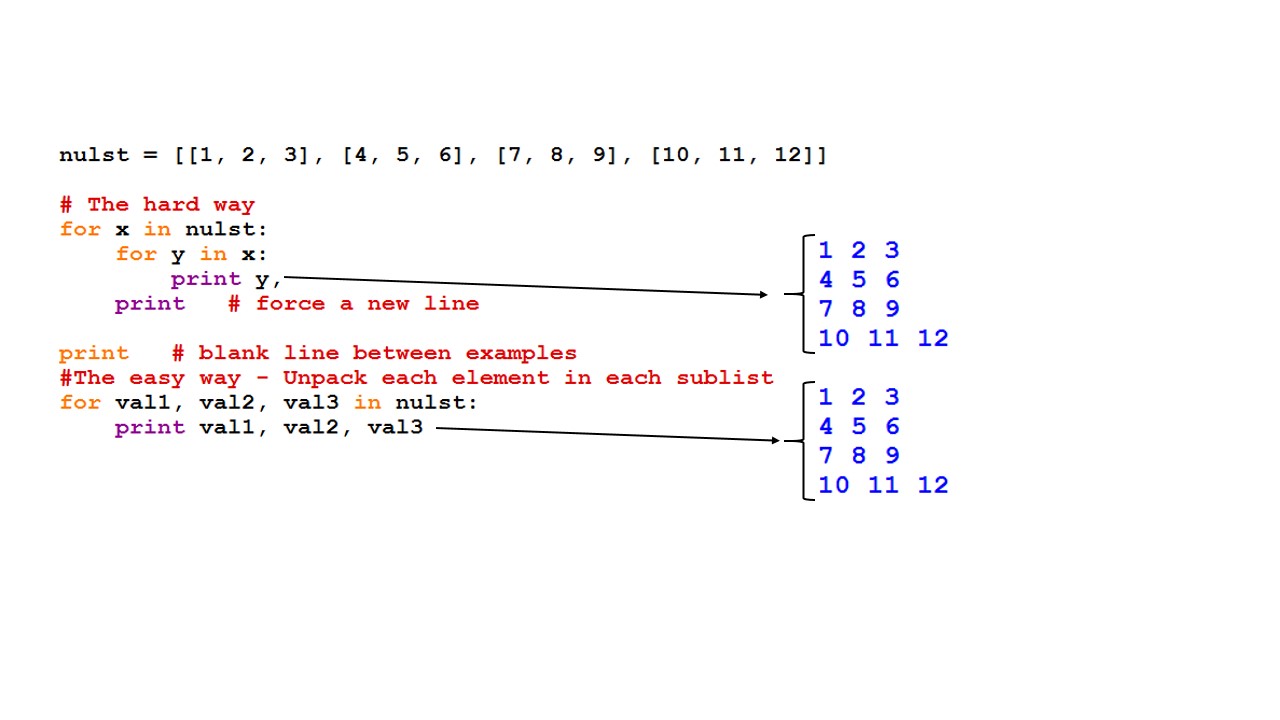 nulst = [[1, 2, 3], [4, 5, 6], [7, 8, 9], [10, 11, 12]]
# The hard way
for x in nulst:
    for y in x:
        print y,
    print   # force a new line
print   # blank line between examples
#The easy way - Unpack each element in each sublist
for val1, val2, val3 in nulst:
    print val1, val2, val3
1 2 3
4 5 6
7 8 9
10 11 12
1 2 3
4 5 6
7 8 9
10 11 12